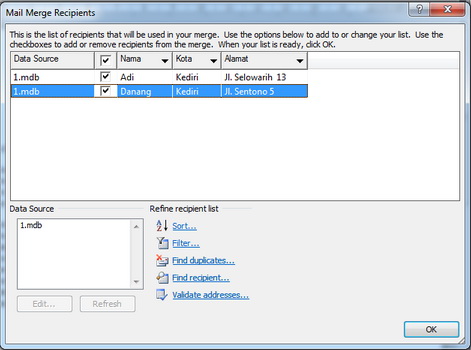 Mail Merge Recipients
This is the list of recipients that will be used in your merge. Use the options below to add to or change your list. Use the
checkboxes to add or remove recipients from the merge. When your list is ready, click OK.
Data Source Nama Kota Alamat
1.mdb Adi Kediri Jl. Selowarih 13
1.mdb Danang Kediri Jl. Sentono 5
Data Source
1.mdb
Edit...
Refresh
Refine recipient list
Sort...
Filter...
Find duplicates...
Find recipient...
Validate addresses...
OK